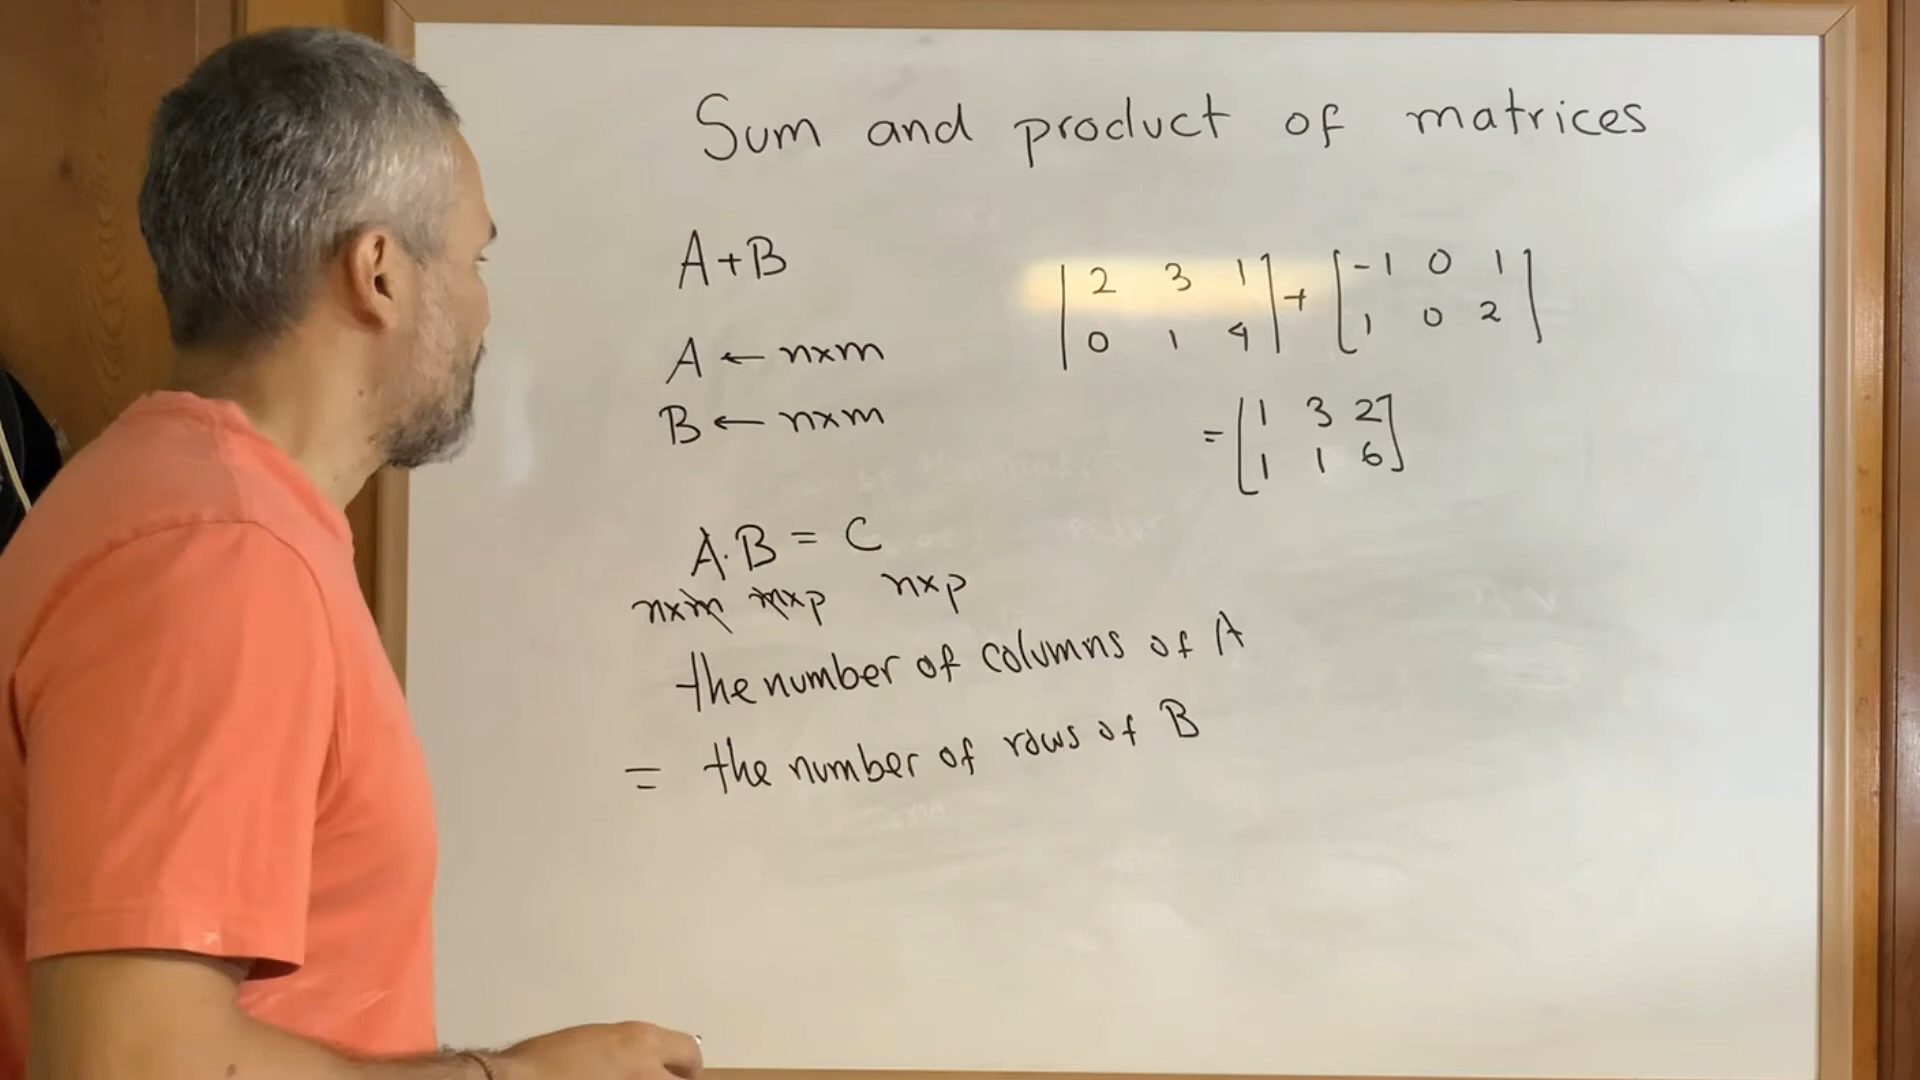 Sum and product of matrices
A+B
A ← n×m
B ← n×m
| 2 3 1 | + [ -1 0 1 ]
| 0 1 4 | [ 1 0 2 ]
= [ 1 3 2 ]
[ 1 1 6 ]
A·B = C
n×m m×p n×p
the number of columns of A
= the number of rows of B